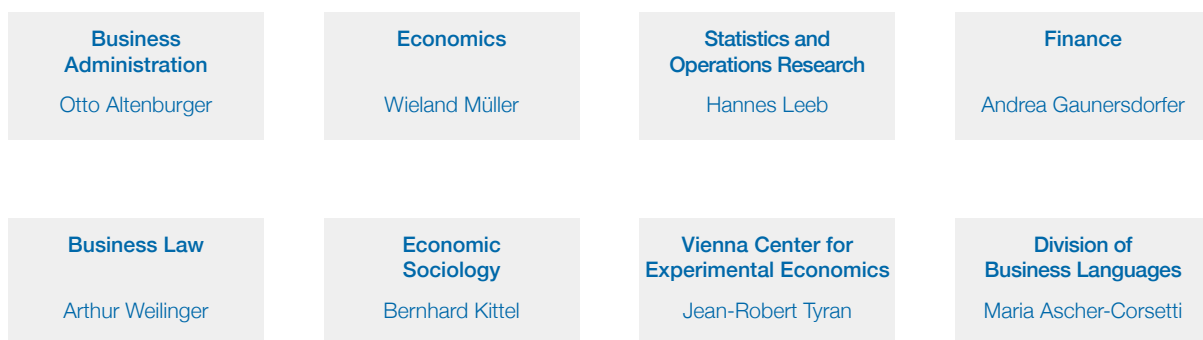 Business
Administration
Otto Altenburger
Economics
Wieland Müller
Statistics and
Operations Research
Hannes Leeb
Finance
Andrea Gaunersdorfer
Business Law
Arthur Weilinger
Economic
Sociology
Bernhard Kittel
Vienna Center for
Experimental Economics
Jean-Robert Tyran
Division of
Business Languages
Maria Ascher-Corsetti